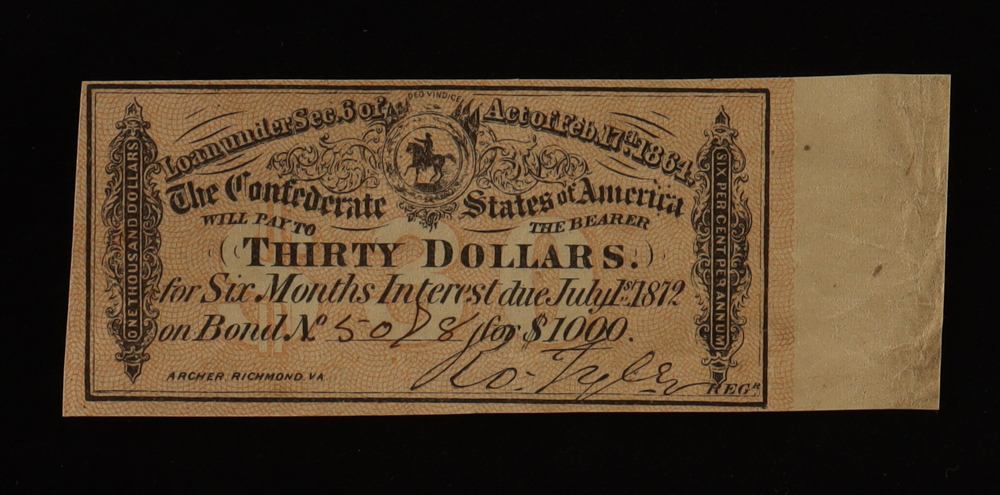 DEO VINDICE
Loan under Sec. 6 of Act of Feb. 17th 1864.
The Confederate States of America
WILL PAY TO THE BEARER
THIRTY DOLLARS.
for Six Months Interest due July 1st 1872
on Bond No 5028 for $1000.
Ro. Tyler
ARCHER, RICHMOND, VA
REGR
ONE THOUSAND DOLLARS
SIX PER CENT PER ANNUM
$30